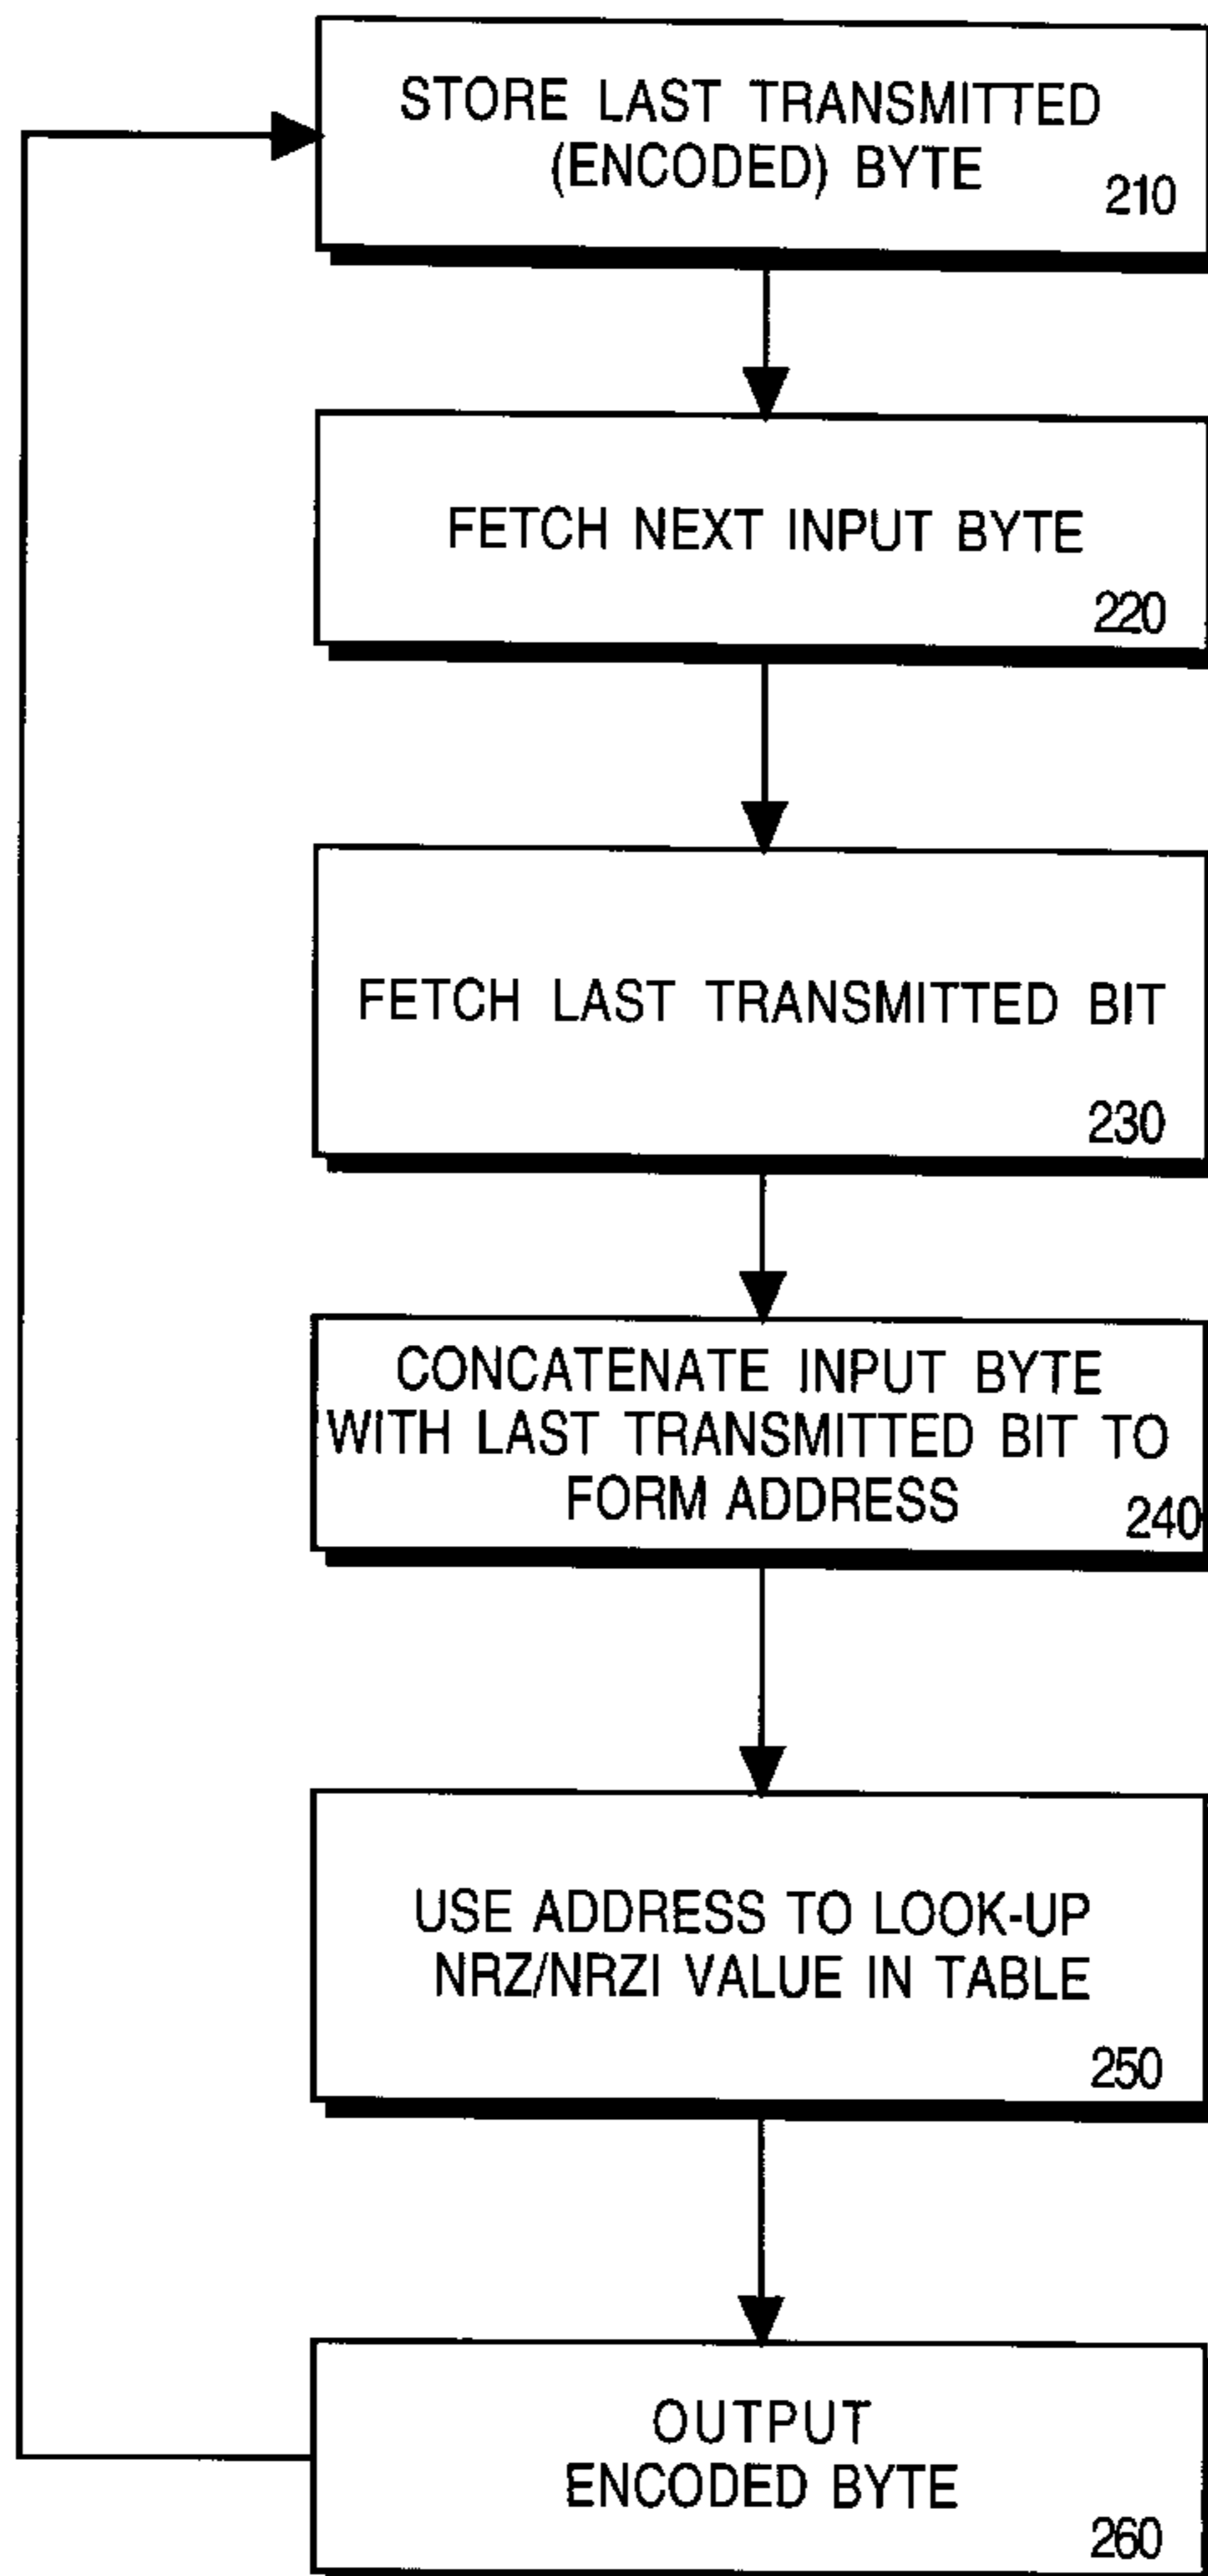 STORE LAST TRANSMITTED
(ENCODED) BYTE
210
FETCH NEXT INPUT BYTE
220
FETCH LAST TRANSMITTED BIT
230
CONCATENATE INPUT BYTE
WITH LAST TRANSMITTED BIT TO
FORM ADDRESS
240
USE ADDRESS TO LOOK-UP
NRZ/NRZI VALUE IN TABLE
250
OUTPUT
ENCODED BYTE
260